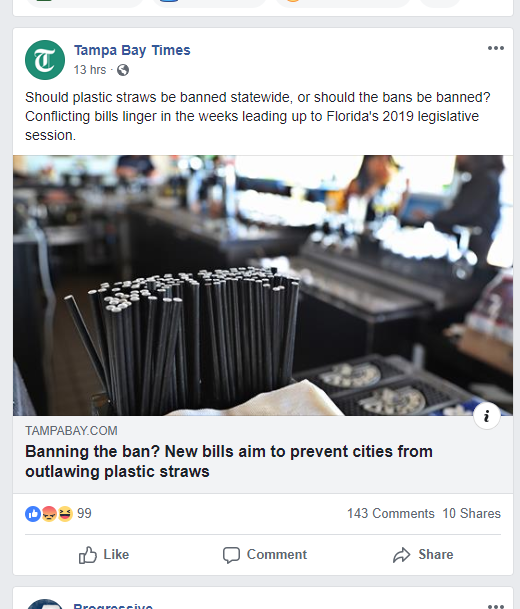 Tampa Bay Times
13 hrs ·
Should plastic straws be banned statewide, or should the bans be banned?
Conflicting bills linger in the weeks leading up to Florida's 2019 legislative
session.
TAMPABAY.COM
Banning the ban? New bills aim to prevent cities from
outlawing plastic straws
99
143 Comments 10 Shares
Like Comment Share
Progressive